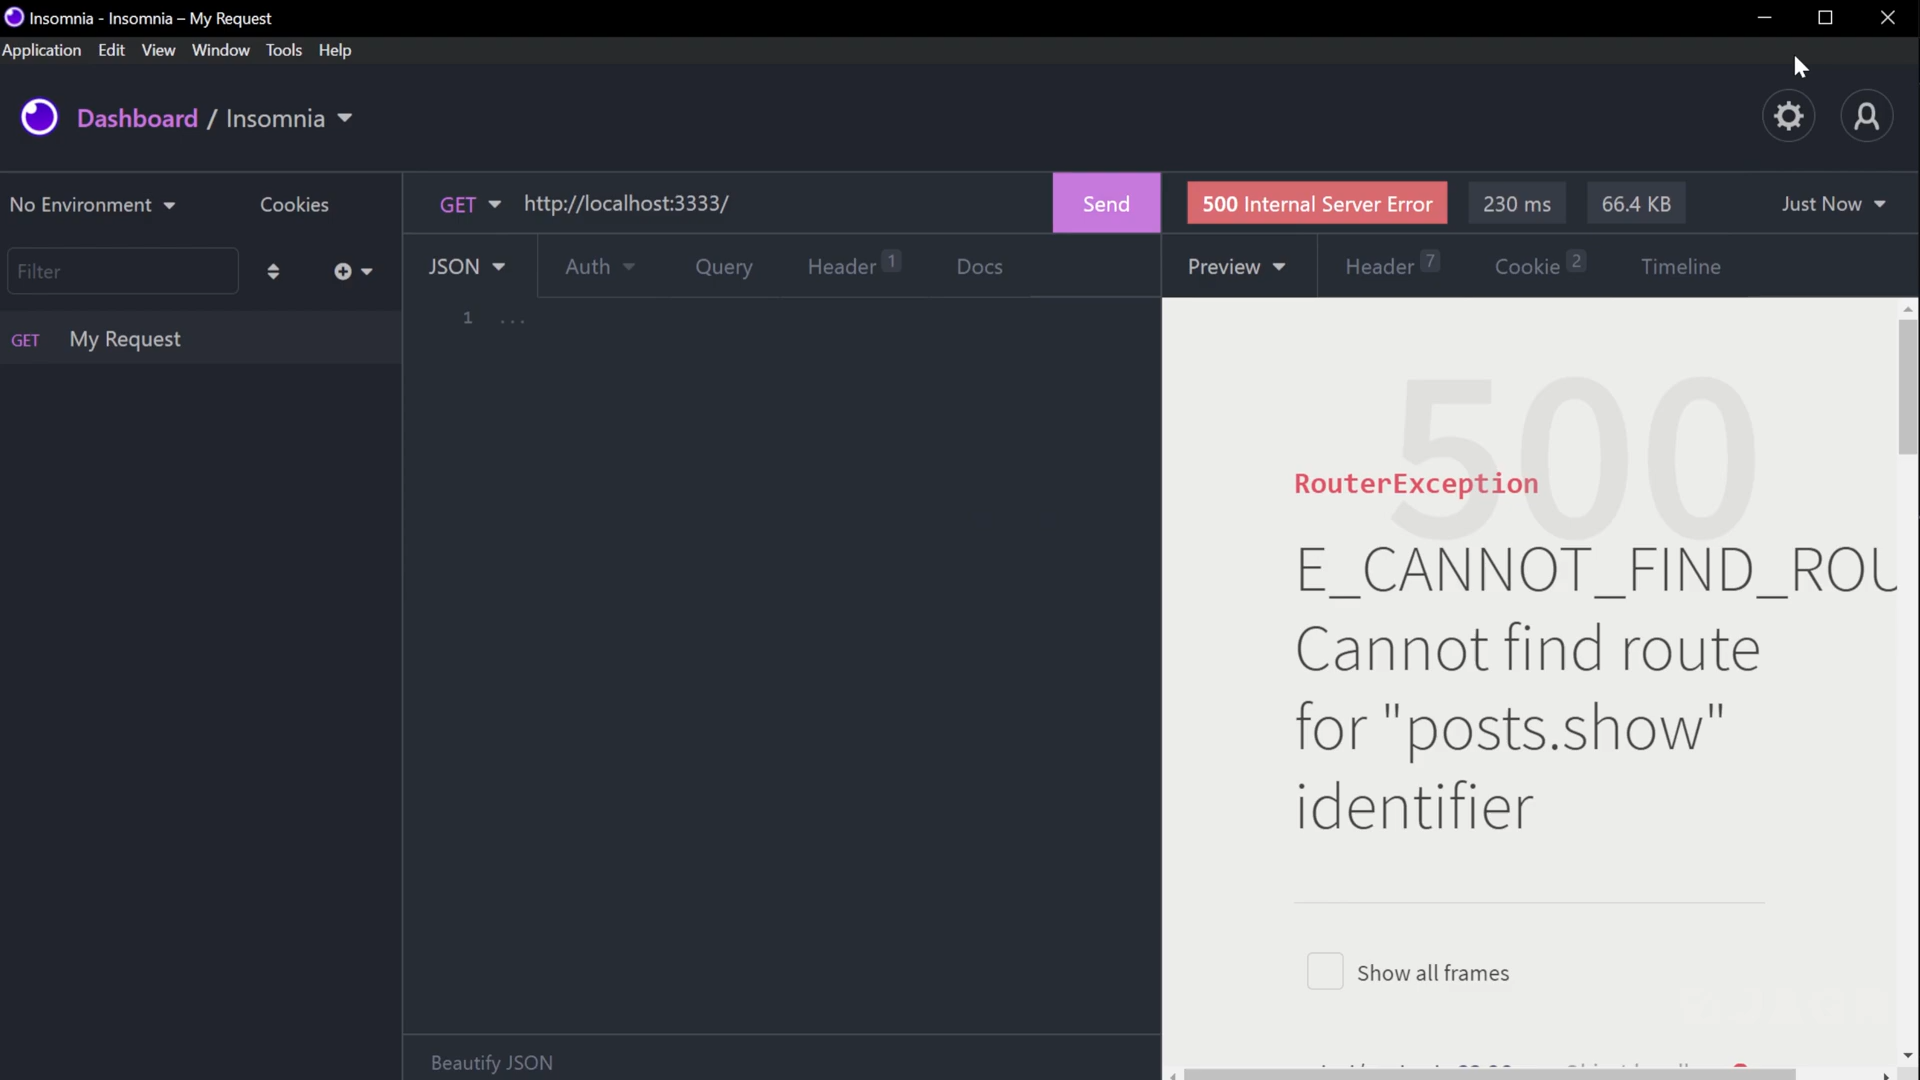 Insomnia - Insomnia – My Request
Application Edit View Window Tools Help
Dashboard / Insomnia
No Environment Cookies
GET http://localhost:3333/ Send
500 Internal Server Error 230 ms 66.4 KB Just Now
Filter
JSON Auth Query Header 1 Docs
Preview Header 7 Cookie 2 Timeline
1 ...
GET My Request
500
RouterException
E_CANNOT_FIND_ROU
Cannot find route
for "posts.show"
identifier
Show all frames
Beautify JSON